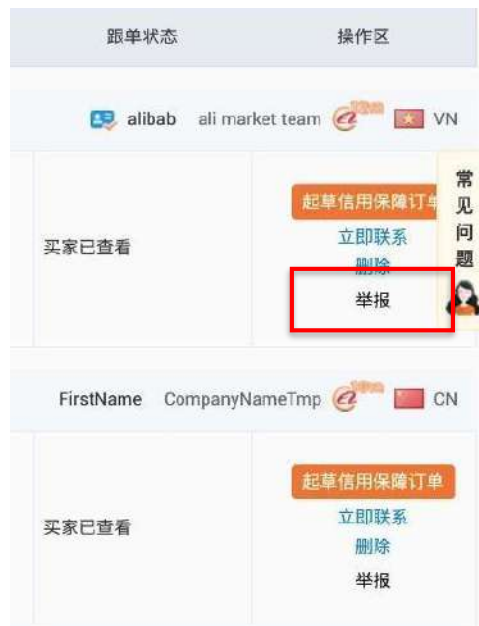 跟单状态 操作区
alibab ali market team VN
买家已查看
起草信用保障订单
立即联系
删除
举报
常见问题
FirstName CompanyNameTmp CN
买家已查看
起草信用保障订单
立即联系
删除
举报